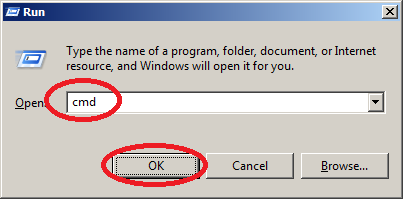 Run
Type the name of a program, folder, document, or Internet
resource, and Windows will open it for you.
Open: cmd
OK Cancel Browse...